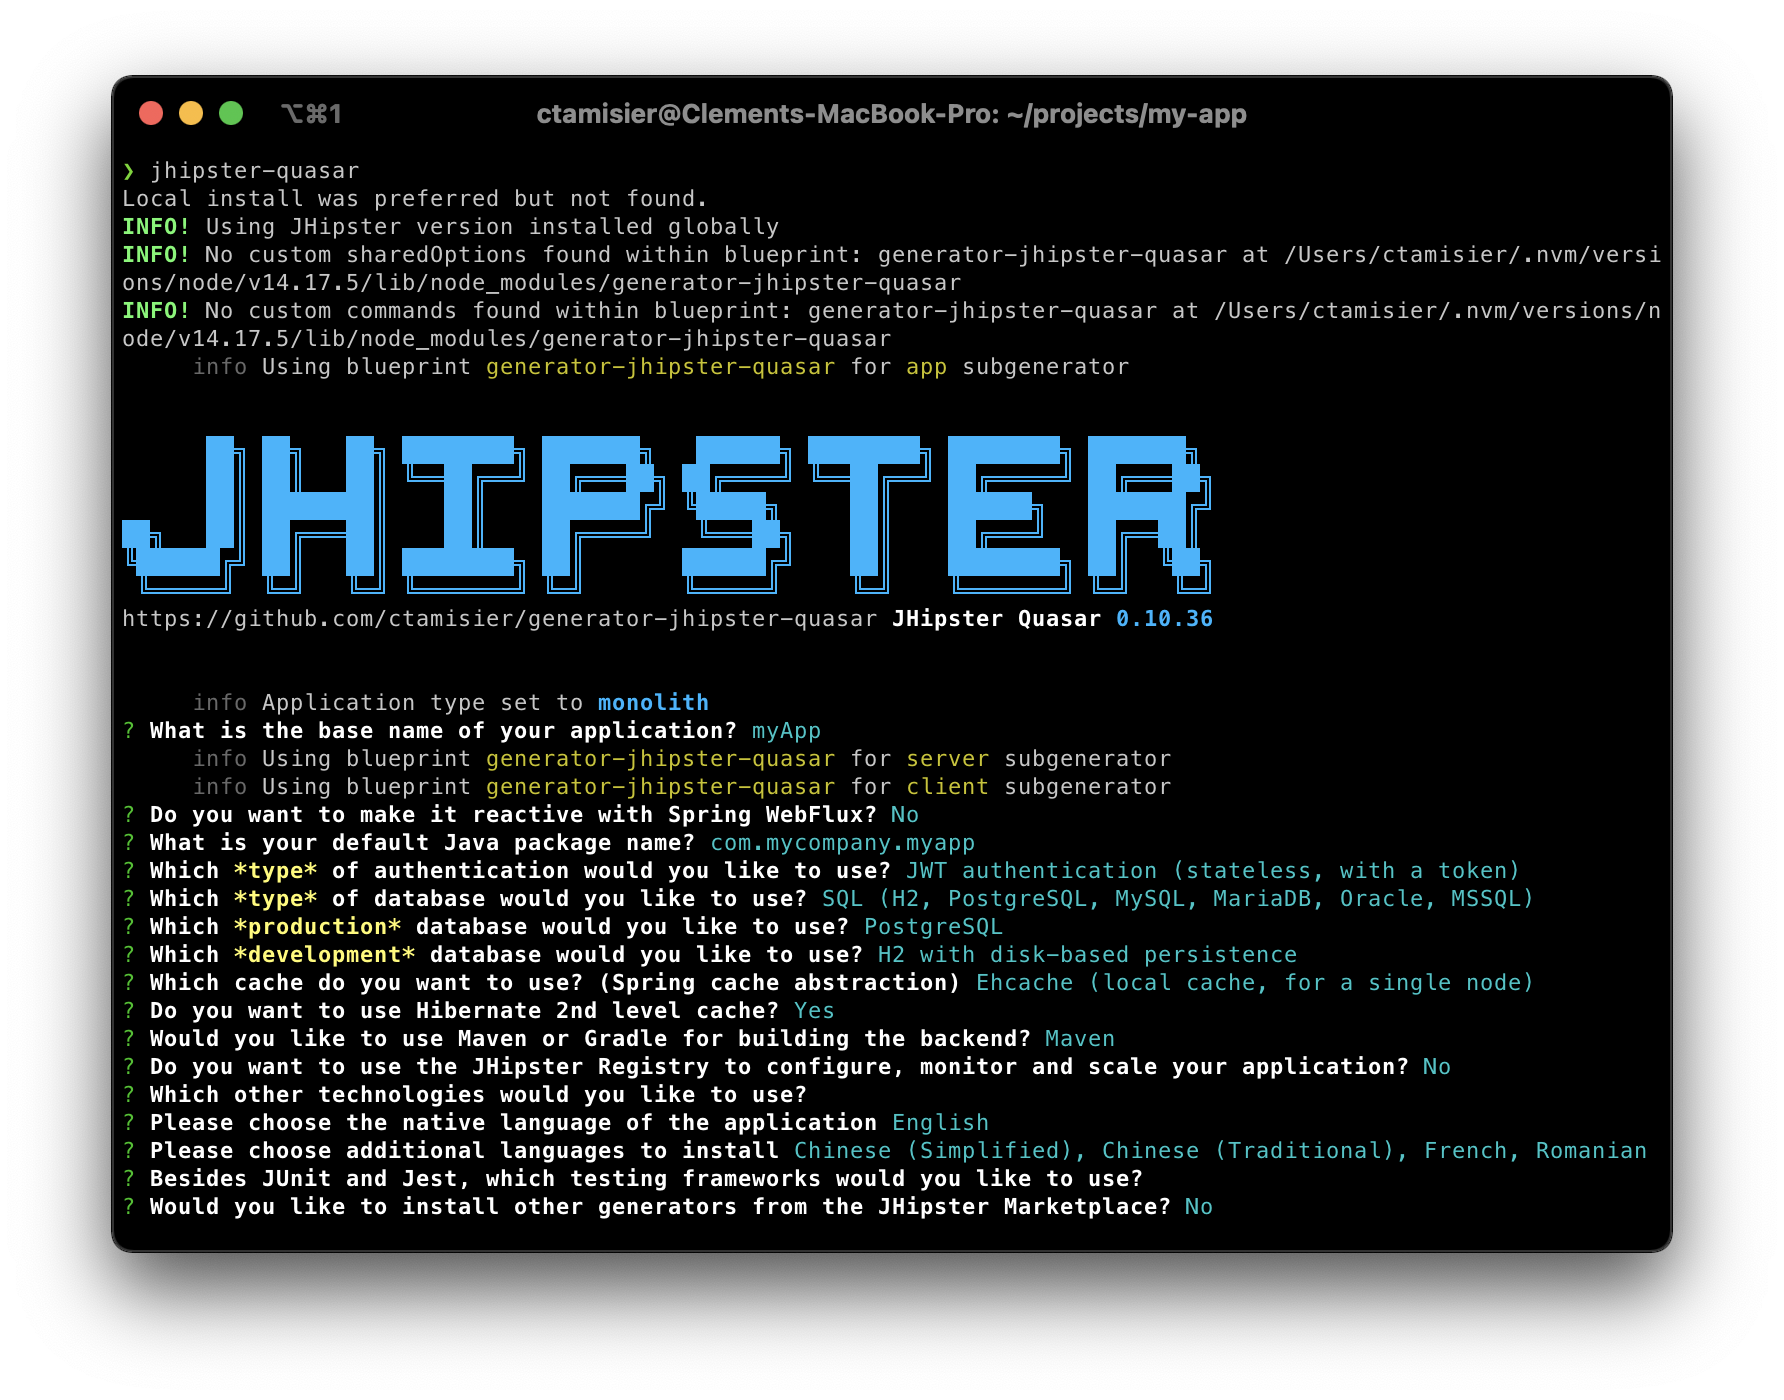 ⌥⌘1 ctamisier@Clements-MacBook-Pro: ~/projects/my-app
❯ jhipster-quasar
Local install was preferred but not found.
INFO! Using JHipster version installed globally
INFO! No custom sharedOptions found within blueprint: generator-jhipster-quasar at /Users/ctamisier/.nvm/versi
ons/node/v14.17.5/lib/node_modules/generator-jhipster-quasar
INFO! No custom commands found within blueprint: generator-jhipster-quasar at /Users/ctamisier/.nvm/versions/n
ode/v14.17.5/lib/node_modules/generator-jhipster-quasar
info Using blueprint generator-jhipster-quasar for app subgenerator
JHIPSTER
https://github.com/ctamisier/generator-jhipster-quasar JHipster Quasar 0.10.36
info Application type set to monolith
? What is the base name of your application? myApp
info Using blueprint generator-jhipster-quasar for server subgenerator
info Using blueprint generator-jhipster-quasar for client subgenerator
? Do you want to make it reactive with Spring WebFlux? No
? What is your default Java package name? com.mycompany.myapp
? Which *type* of authentication would you like to use? JWT authentication (stateless, with a token)
? Which *type* of database would you like to use? SQL (H2, PostgreSQL, MySQL, MariaDB, Oracle, MSSQL)
? Which *production* database would you like to use? PostgreSQL
? Which *development* database would you like to use? H2 with disk-based persistence
? Which cache do you want to use? (Spring cache abstraction) Ehcache (local cache, for a single node)
? Do you want to use Hibernate 2nd level cache? Yes
? Would you like to use Maven or Gradle for building the backend? Maven
? Do you want to use the JHipster Registry to configure, monitor and scale your application? No
? Which other technologies would you like to use?
? Please choose the native language of the application English
? Please choose additional languages to install Chinese (Simplified), Chinese (Traditional), French, Romanian
? Besides JUnit and Jest, which testing frameworks would you like to use?
? Would you like to install other generators from the JHipster Marketplace? No